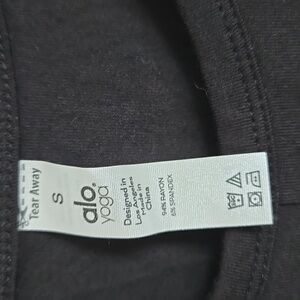 Tear Away
S
alo
yoga
Designed in
Los Angeles
Made in
China
94% RAYON
6% SPANDEX